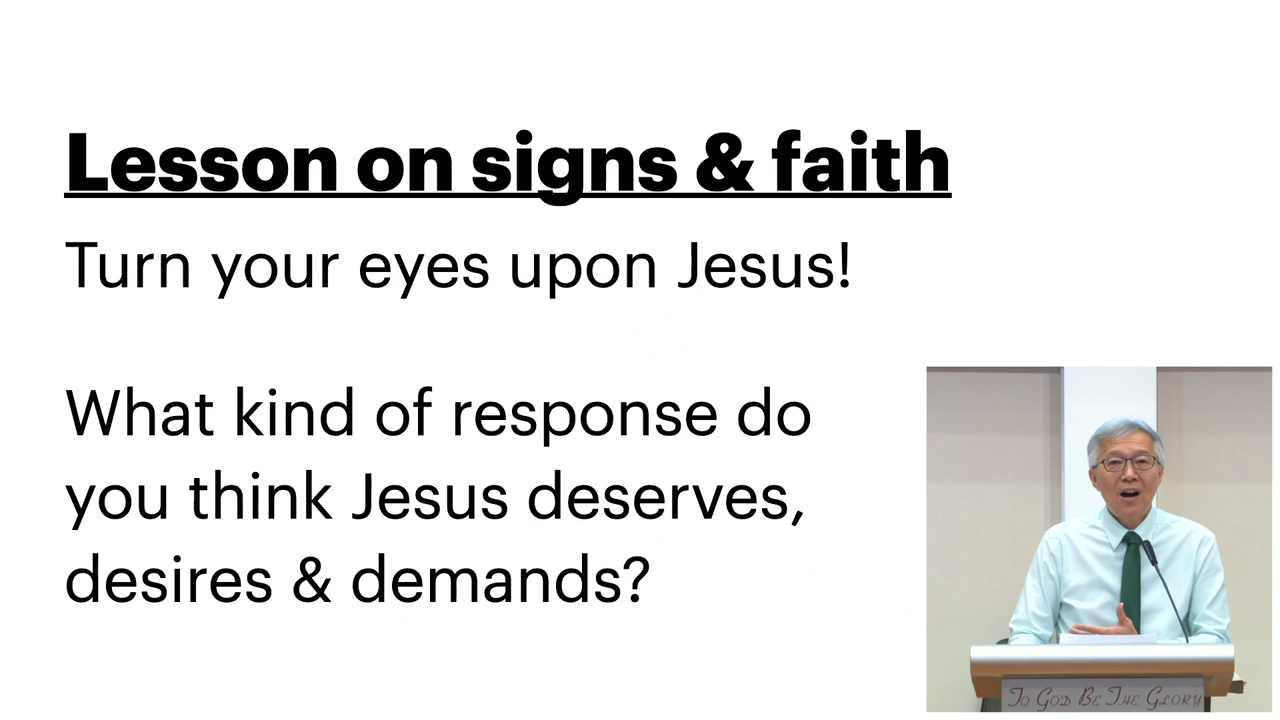 Lesson on signs & faith
Turn your eyes upon Jesus!
What kind of response do
you think Jesus deserves,
desires & demands?
To God Be The Glory